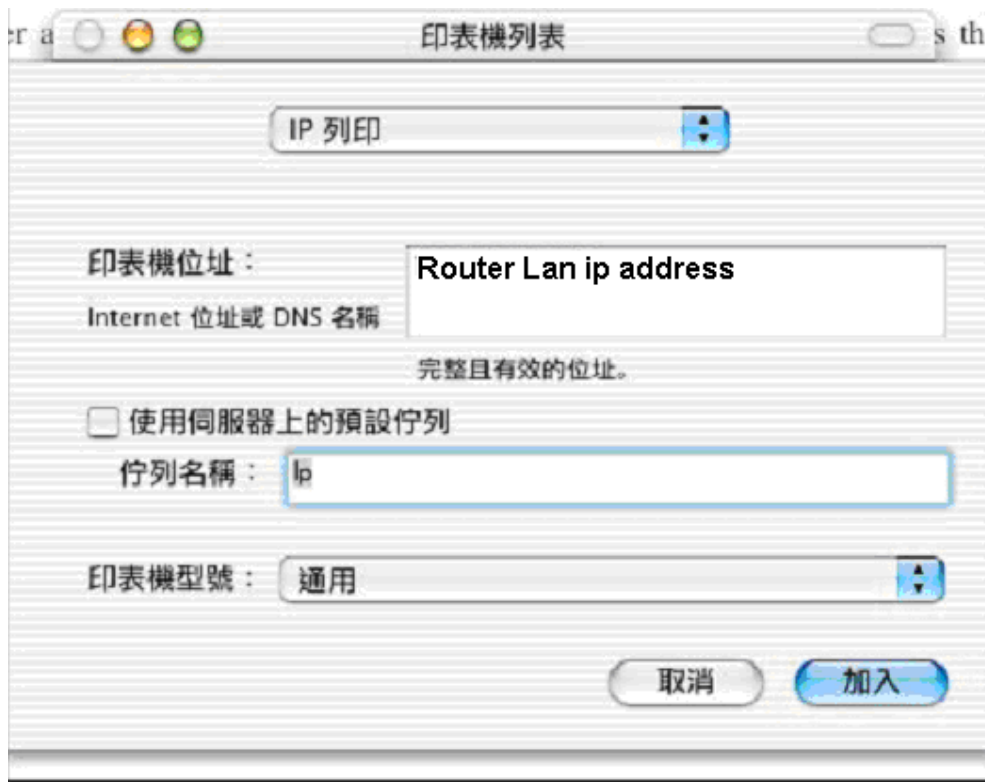 er a 印表機列表 s th
IP 列印
印表機位址：
Router Lan ip address
Internet 位址或 DNS 名稱
完整且有效的位址。
使用伺服器上的預設佇列
佇列名稱：
lp
印表機型號：
通用
取消
加入